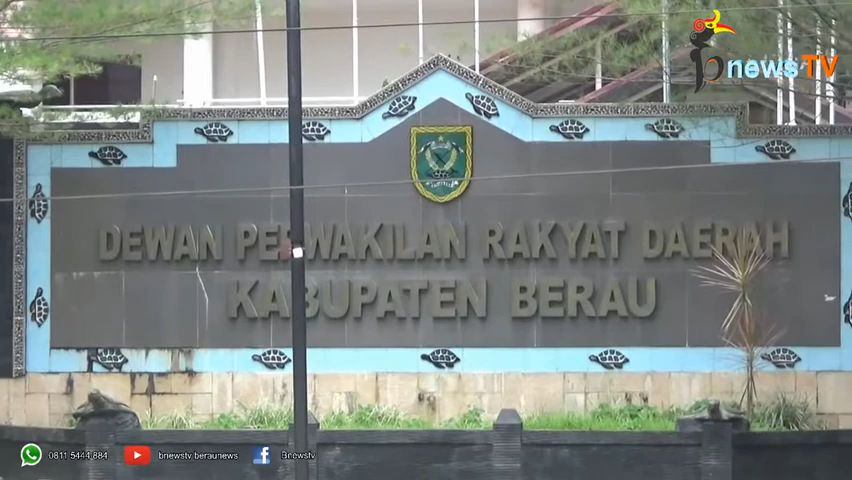 bnewsTV
DEWAN PERWAKILAN RAKYAT DAERAH
KABUPATEN BERAU
0811 5444 884
bnewstv beraunews
Bnewstv